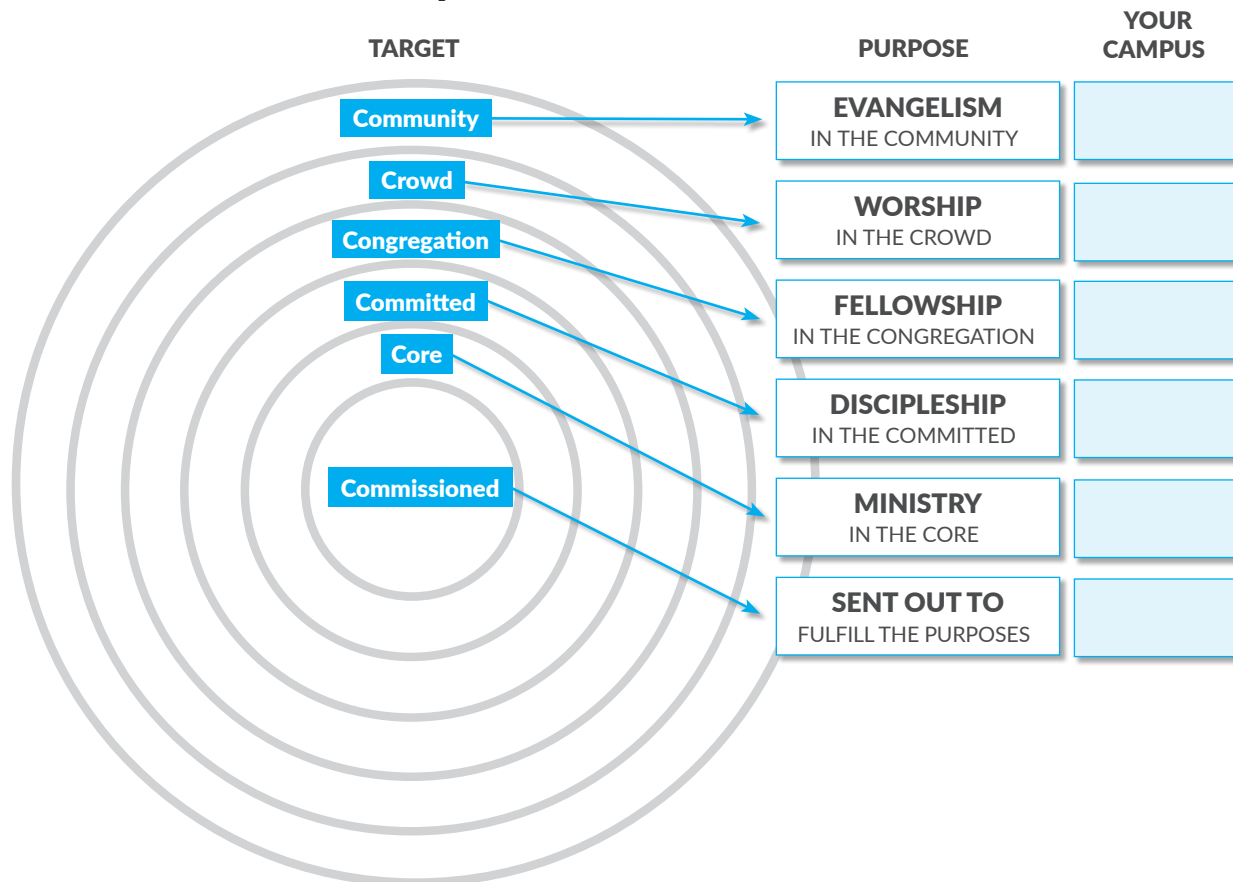 TARGET
PURPOSE
YOUR
CAMPUS
Community
EVANGELISM
IN THE COMMUNITY
Crowd
WORSHIP
IN THE CROWD
Congregation
FELLOWSHIP
IN THE CONGREGATION
Committed
DISCIPLESHIP
IN THE COMMITTED
Core
MINISTRY
IN THE CORE
Commissioned
SENT OUT TO
FULFILL THE PURPOSES